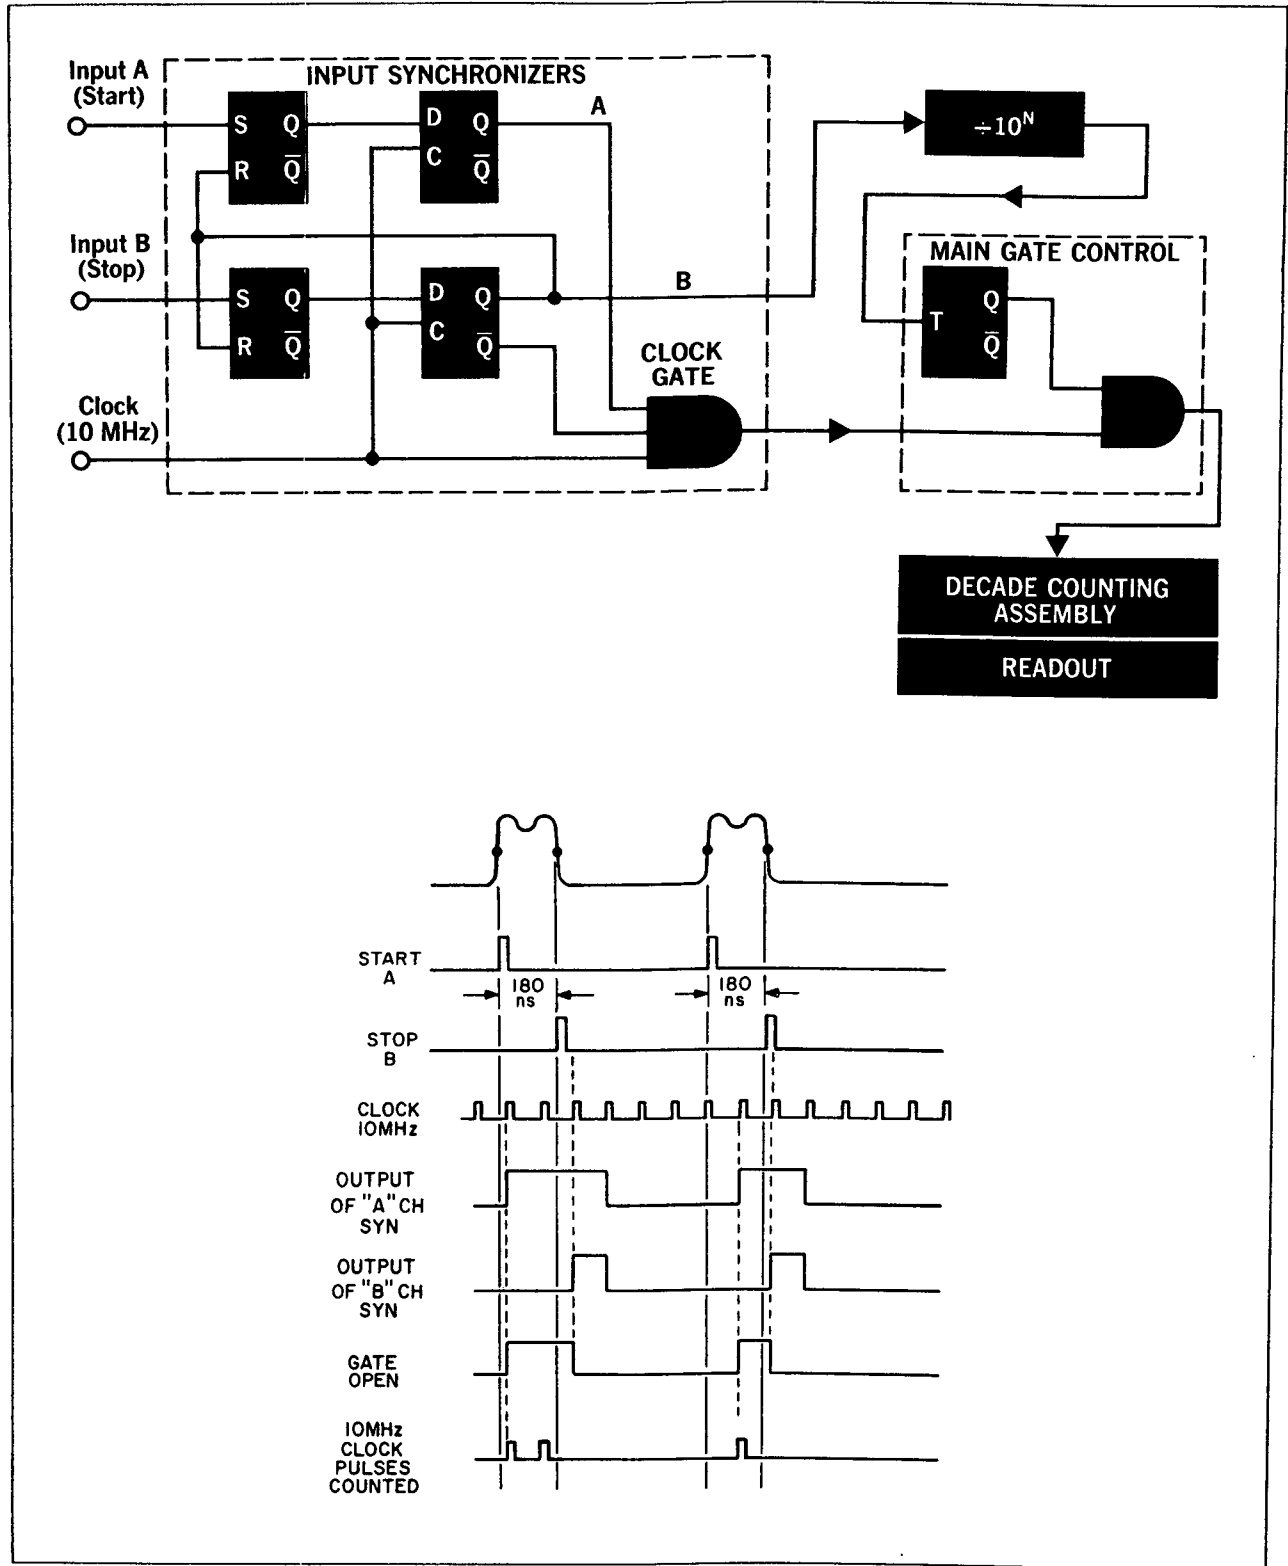 Input A
(Start)
INPUT SYNCHRONIZERS
A
S Q
R Q̅
D Q
C Q̅
÷10ᴺ
Input B
(Stop)
B
S Q
R Q̅
D Q
C Q̅
MAIN GATE CONTROL
Q
T
Q̅
CLOCK
GATE
Clock
(10 MHz)
DECADE COUNTING
ASSEMBLY
READOUT
START
A
180
ns
180
ns
STOP
B
CLOCK
10MHz
OUTPUT
OF "A" CH
SYN
OUTPUT
OF "B" CH
SYN
GATE
OPEN
10MHz
CLOCK
PULSES
COUNTED